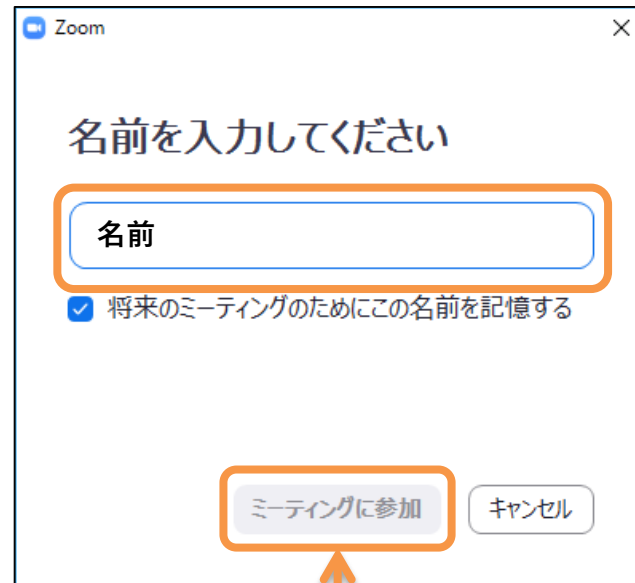 Zoom
名前を入力してください
名前
将来のミーティングのためにこの名前を記憶する
ミーティングに参加 キャンセル